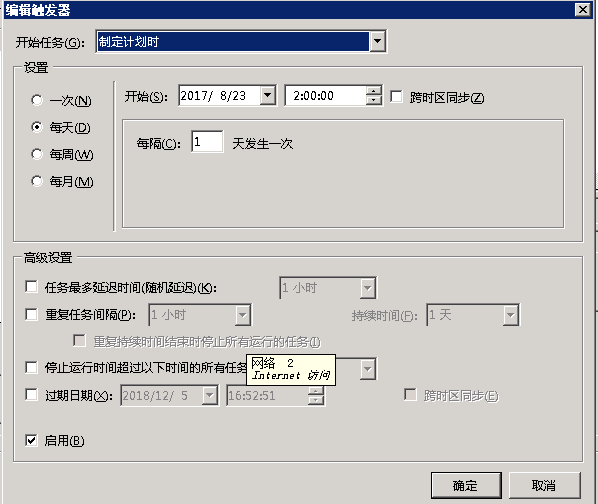 编辑触发器
开始任务(G): 制定计划时
设置
一次(N)
每天(D)
每周(W)
每月(M)
开始(S): 2017/ 8/23 2:00:00 跨时区同步(Z)
每隔(C): 1 天发生一次
高级设置
任务最多延迟时间(随机延迟)(K): 1 小时
重复任务间隔(P): 1 小时 持续时间(F): 1 天
重复持续时间结束时停止所有运行的任务(I)
停止运行时间超过以下时间的所有任务
网络 2
Internet 访问
过期日期(X): 2018/12/ 5 16:52:51 跨时区同步(E)
启用(B)
确定 取消